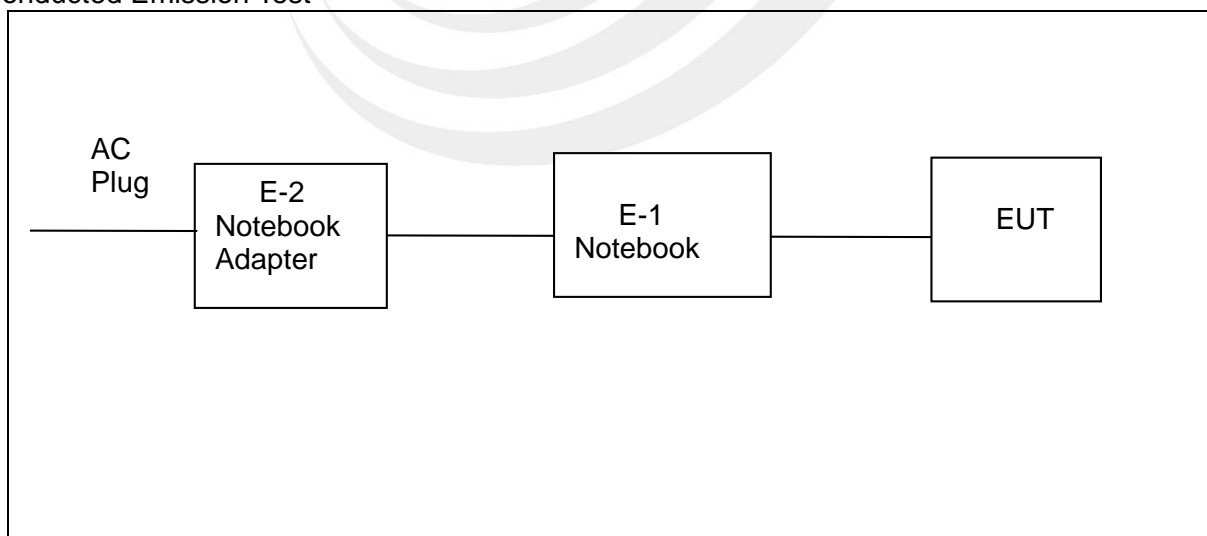 onducted Emission Test
AC
Plug
E-2
Notebook
Adapter
E-1
Notebook
EUT